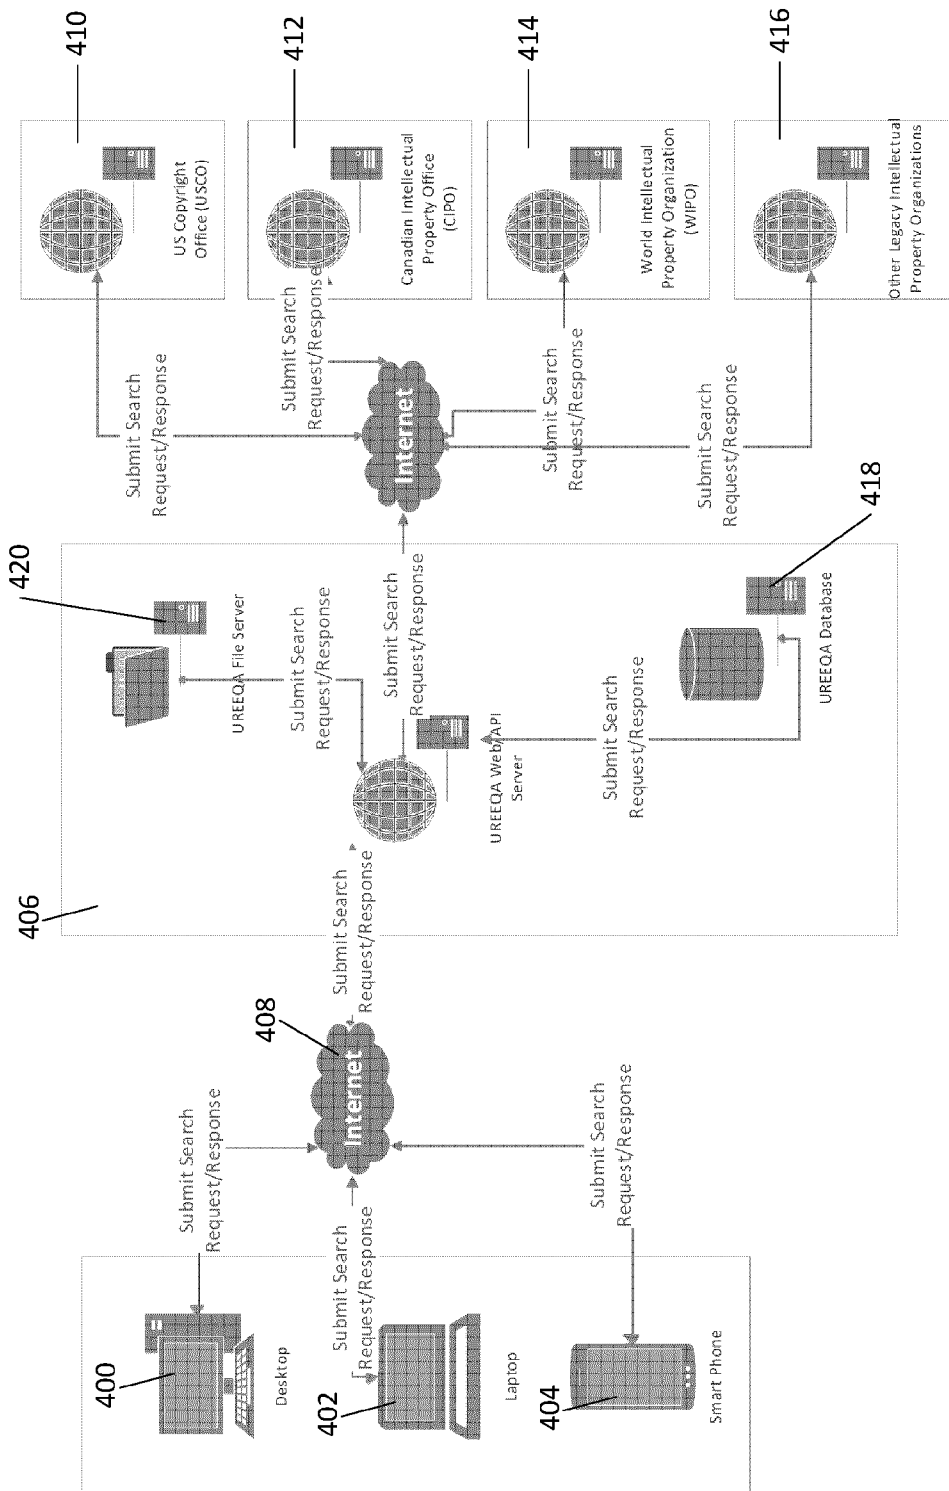 400
Desktop
402
Laptop
404
Smart Phone
Submit Search
Request/Response
Submit Search
Request/Response
Submit Search
Request/Response
408
Internet
Submit Search
Request/Response
406
420
UREEQA File Server
Submit Search
Request/Response
UREEQA Web/API
Server
Submit Search
Request/Response
Submit Search
Request/Response
418
UREEQA Database
Internet
Submit Search
Request/Response
Submit Search
Request/Response
Submit Search
Request/Response
Submit Search
Request/Response
410
US Copyright
Office (USCO)
412
Canadian Intellectual
Property Office
(CIPO)
414
World Intellectual
Property Organization
(WIPO)
416
Other Legacy Intellectual
Property Organizations